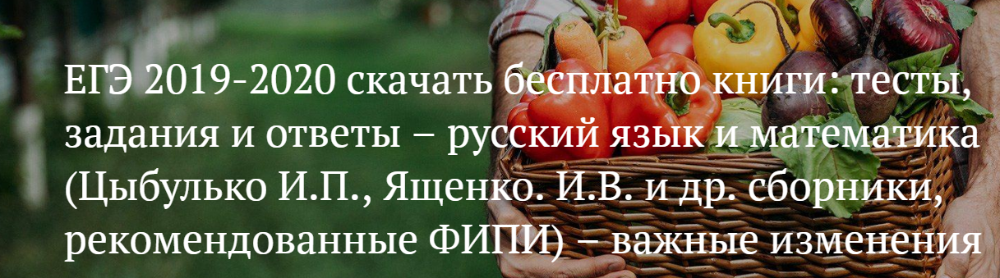 ЕГЭ 2019-2020 скачать бесплатно книги: тесты,
задания и ответы – русский язык и математика
(Цыбулько И.П., Ященко. И.В. и др. сборники,
рекомендованные ФИПИ) – важные изменения